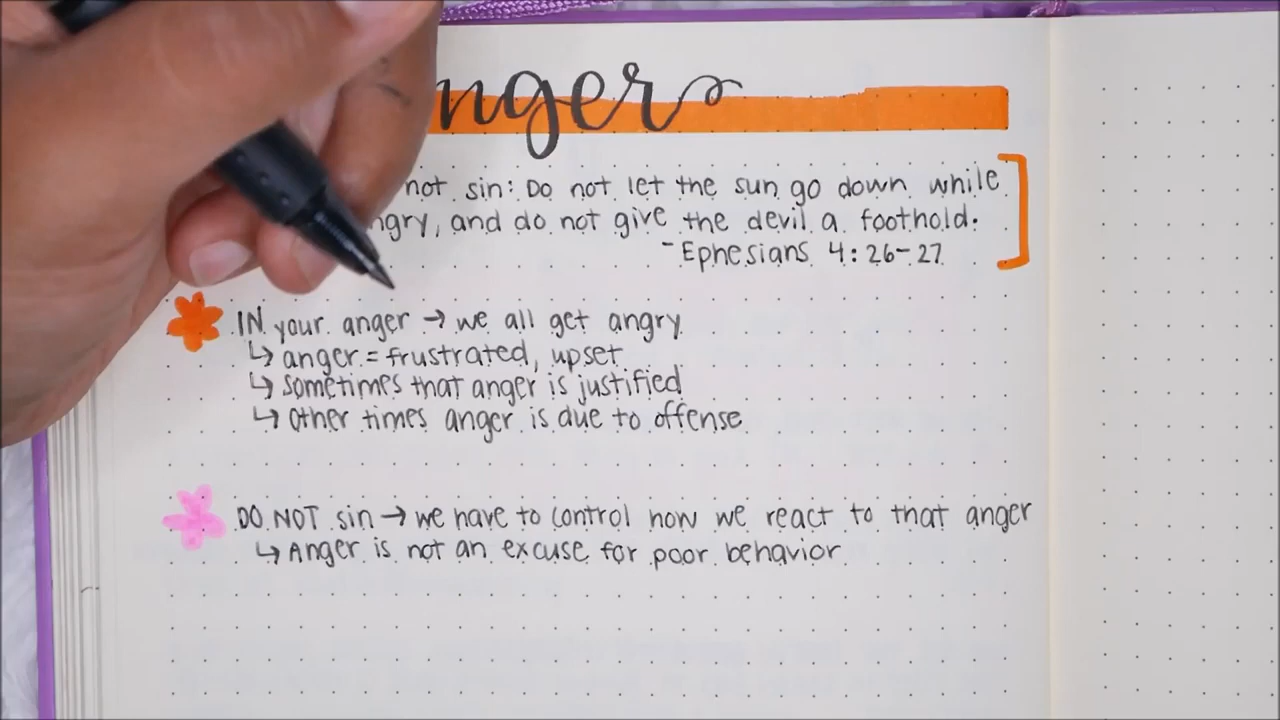 nger
not sin: Do not let the sun go down while
ngry, and do not give the devil a foothold.
- Ephesians 4:26-27
IN your anger → we all get angry
↳ anger = frustrated, upset
↳ sometimes that anger is justified
↳ Other times anger is due to offense
DO NOT sin → we have to control how we react to that anger
↳ Anger is not an excuse for poor behavior